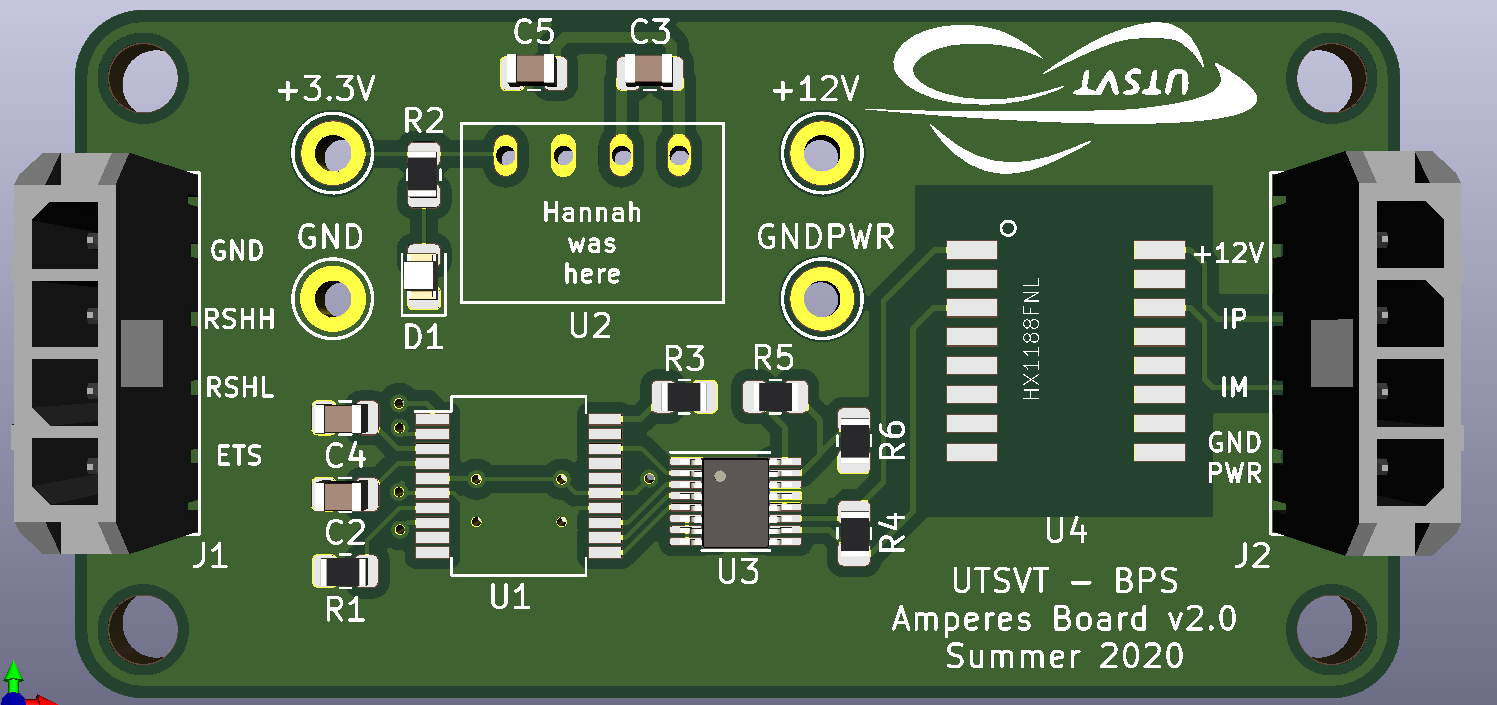 C5
C3
+3.3V
R2
+12V
UTSVT
Hannah
was
here
GND
GNDPWR
GND
+12V
RSHH
IP
D1
U2
HX1188FNL
RSHL
IM
R3
R5
ETS
C4
R6
GND
PWR
C2
R4
U4
J1
J2
U3
R1
U1
UTSVT - BPS
Amperes Board v2.0
Summer 2020